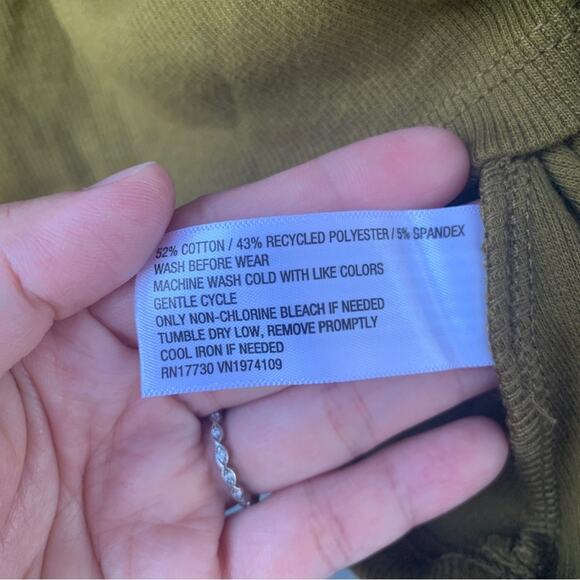 52% COTTON / 43% RECYCLED POLYESTER / 5% SPANDEX
WASH BEFORE WEAR
MACHINE WASH COLD WITH LIKE COLORS
GENTLE CYCLE
ONLY NON-CHLORINE BLEACH IF NEEDED
TUMBLE DRY LOW, REMOVE PROMPTLY
COOL IRON IF NEEDED
RN17730 VN1974109